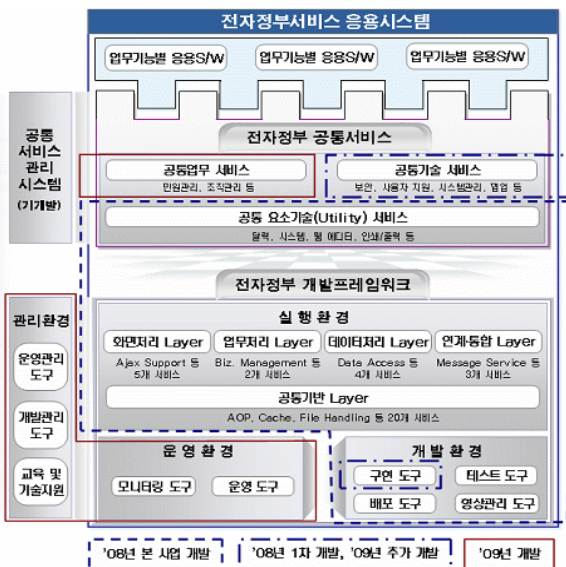 전자정부서비스 응용시스템
업무기능별 응용S/W
업무기능별 응용S/W
업무기능별 응용S/W
공통
서비스
관리
시스템
(기개발)
전자정부 공통서비스
공통업무 서비스
민원관리, 조직관리 등
공통기술 서비스
보안, 사용자 지원, 시스템관리, 협업 등
공통 요소기술(Utility) 서비스
달력, 시스템, 웹 에디터, 인쇄/출력 등
전자정부 개발프레임워크
관리환경
운영관리
도구
개발관리
도구
교육 및
기술지원
실행환경
화면처리 Layer
Ajax Support 등
5개 서비스
업무처리 Layer
Biz. Management 등
2개 서비스
데이터처리 Layer
Data Access 등
4개 서비스
연계·통합 Layer
Message Service 등
3개 서비스
공통기반 Layer
AOP, Cache, File Handling 등 20개 서비스
운영환경
모니터링 도구
운영 도구
개발환경
구현 도구
테스트 도구
배포 도구
형상관리 도구
'08년 본 사업 개발
'08년 1차 개발, '09년 추가 개발
'09년 개발